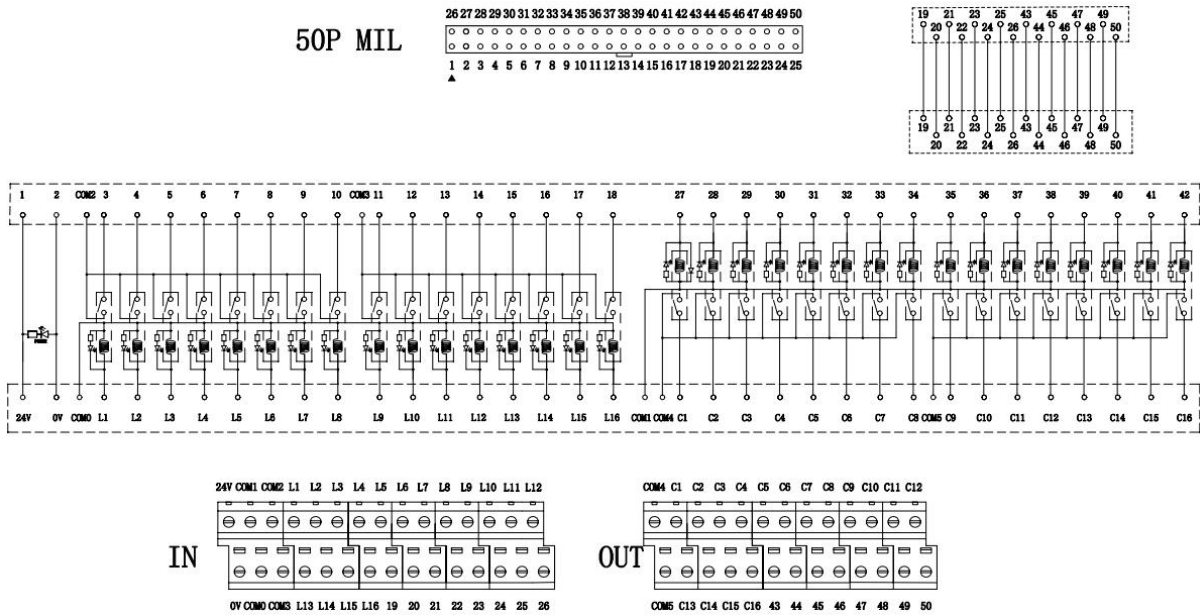 26 27 28 29 30 31 32 33 34 35 36 37 38 39 40 41 42 43 44 45 46 47 48 49 50
50P MIL
1 2 3 4 5 6 7 8 9 10 11 12 13 14 15 16 17 18 19 20 21 22 23 24 25
19 21 23 25 43 45 47 49
20 22 24 26 44 46 48 50
19 21 23 25 43 45 47 49
20 22 24 26 44 46 48 50
1 2 COM2 3 4 5 6 7 8 9 10 COM3 11 12 13 14 15 16 17 18 27 28 29 30 31 32 33 34 35 36 37 38 39 40 41 42
24V 0V COM0 L1 L2 L3 L4 L5 L6 L7 L8 L9 L10 L11 L12 L13 L14 L15 L16 COM1 COM4 C1 C2 C3 C4 C5 C6 C7 C8 COM5 C9 C10 C11 C12 C13 C14 C15 C16
24V COM1 COM2 L1 L2 L3 L4 L5 L6 L7 L8 L9 L10 L11 L12
IN
0V COM0 COM3 L13 L14 L15 L16 19 20 21 22 23 24 25 26
COM4 C1 C2 C3 C4 C5 C6 C7 C8 C9 C10 C11 C12
OUT
COM5 C13 C14 C15 C16 43 44 45 46 47 48 49 50